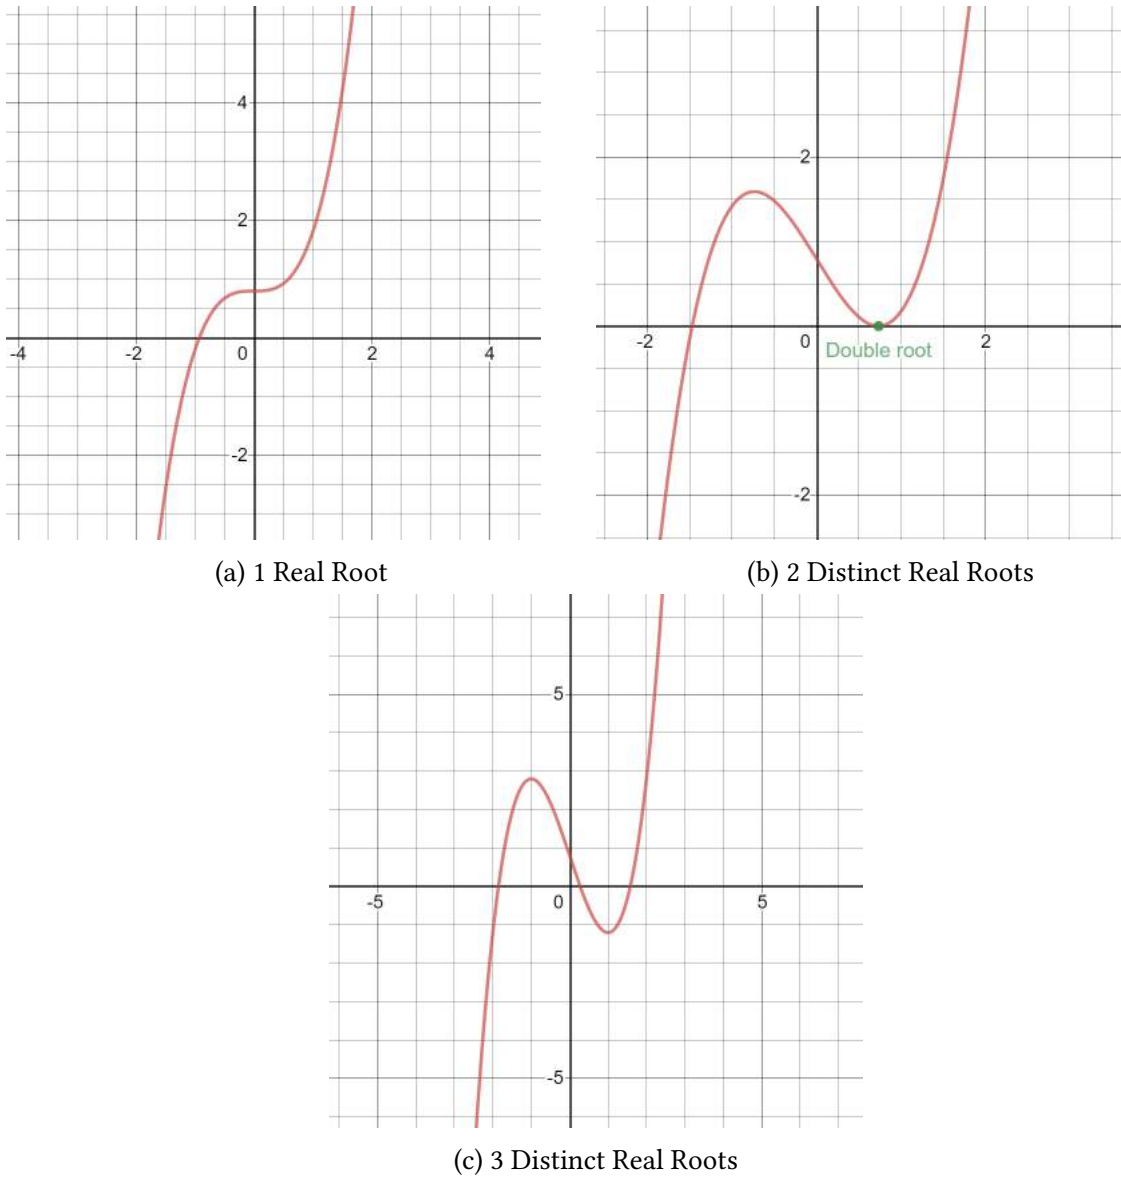 4
2
-4 -2 0 2 4
-2
(a) 1 Real Root
2
-2 0 2
Double root
-2
(b) 2 Distinct Real Roots
5
-5 0 5
-5
(c) 3 Distinct Real Roots